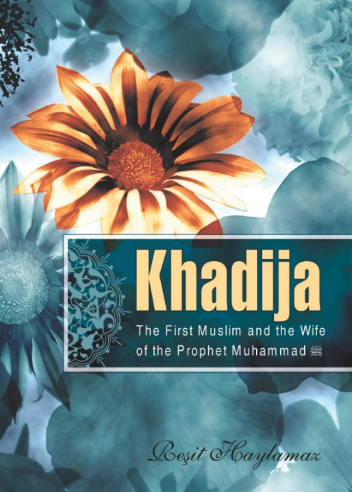 Khadija
The First Muslim and the Wife
of the Prophet Muhammad ﷺ
Reşit Haylamaz